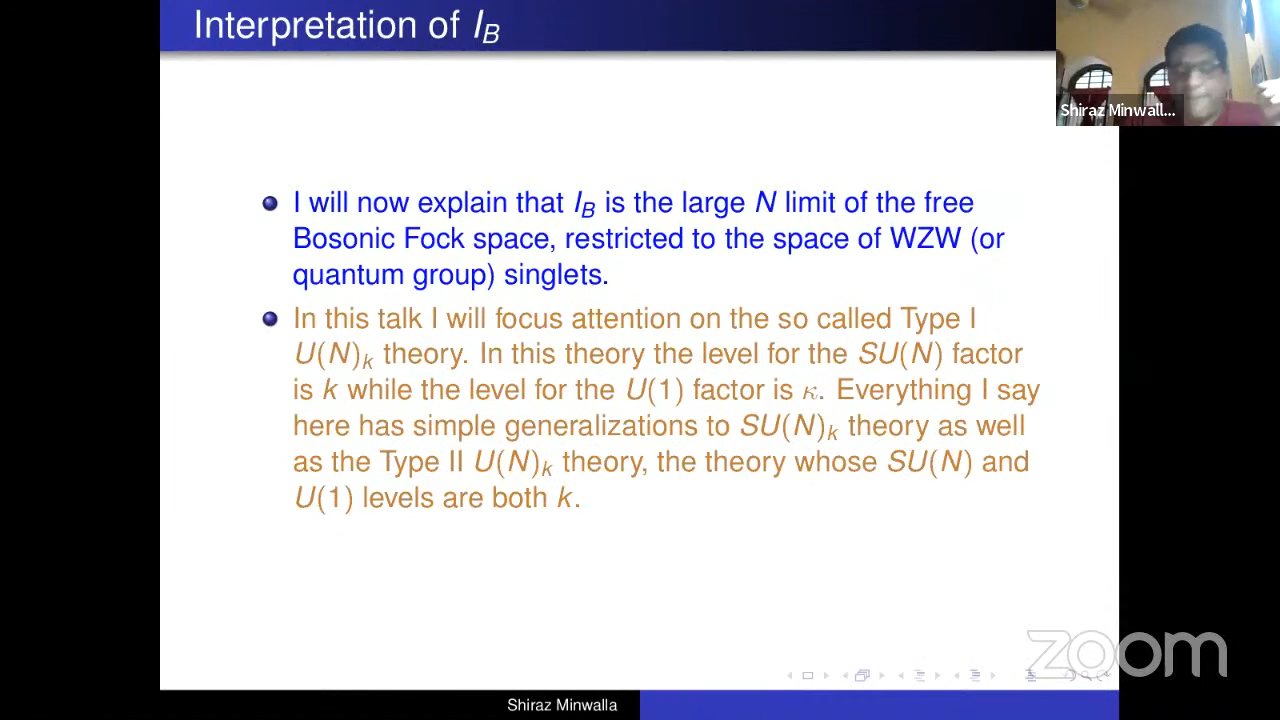 Interpretation of I_B
Shiraz Minwall...
I will now explain that I_B is the large N limit of the free
Bosonic Fock space, restricted to the space of WZW (or
quantum group) singlets.
In this talk I will focus attention on the so called Type I
U(N)_k theory. In this theory the level for the SU(N) factor
is k while the level for the U(1) factor is κ. Everything I say
here has simple generalizations to SU(N)_k theory as well
as the Type II U(N)_k theory, the theory whose SU(N) and
U(1) levels are both k.
zoom
Shiraz Minwalla